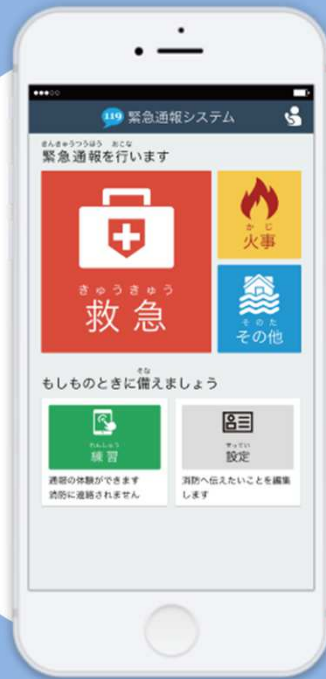 119 緊急通報システム
きんきゅうつうほう おこな
緊急通報を行います
きゅうきゅう
救急
かじ
火事
そのた
その他
そな
もしものときに備えましょう
れんしゅう
練習
通報の体験ができます
消防に連絡されません
せってい
設定
消防へ伝えたいことを編集
します